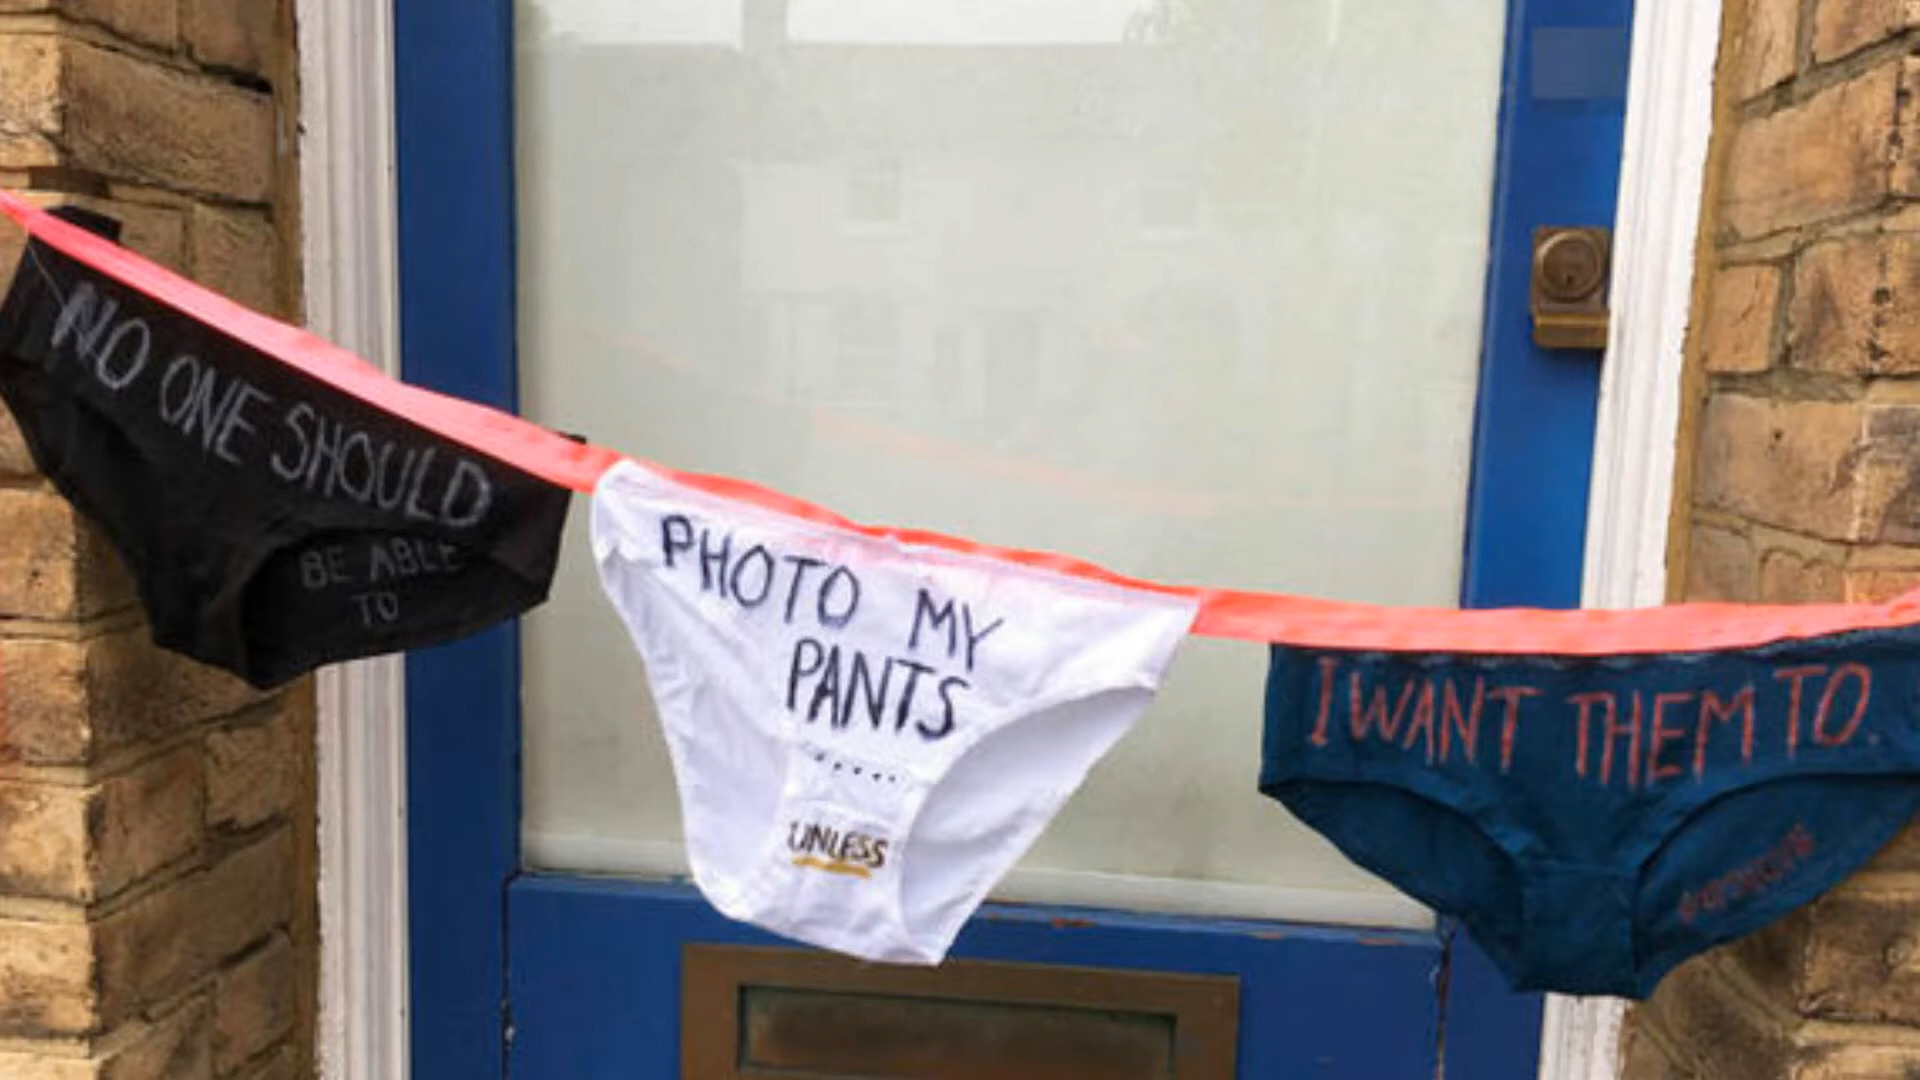 NO ONE SHOULD
BE ABLE
TO
PHOTO MY
PANTS
......
UNLESS
I WANT THEM TO.